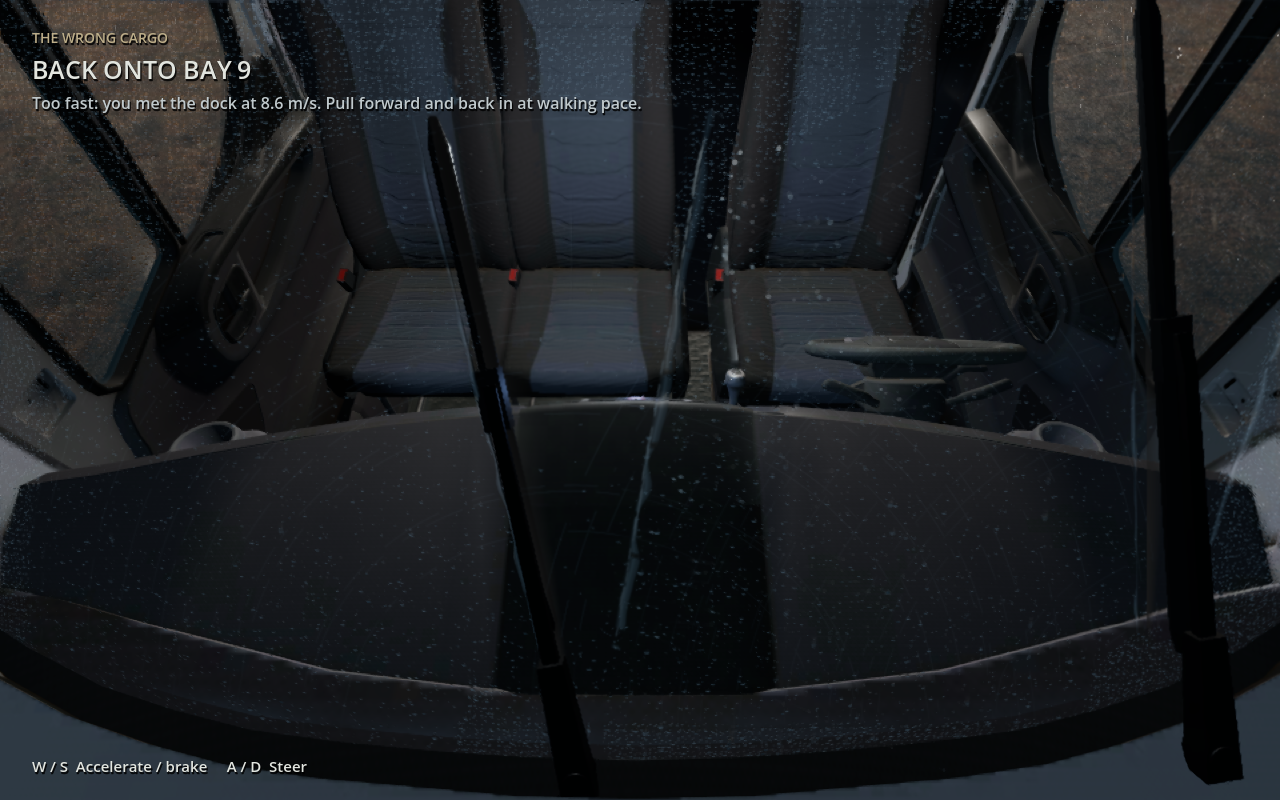 THE WRONG CARGO
BACK ONTO BAY 9
Too fast: you met the dock at 8.6 m/s. Pull forward and back in at walking pace.
W / S Accelerate / brake A / D Steer